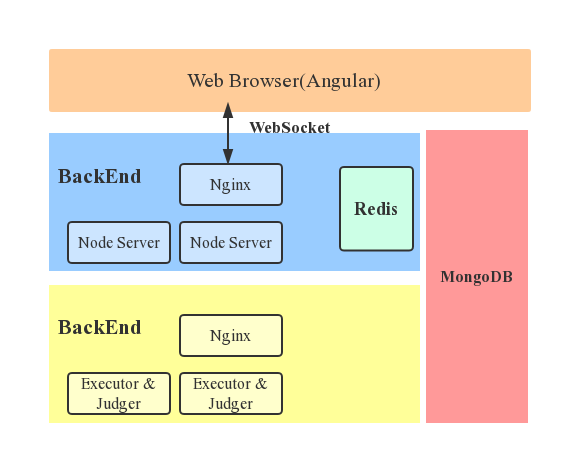 Web Browser(Angular)
WebSocket
BackEnd
Nginx
Redis
Node Server
Node Server
MongoDB
BackEnd
Nginx
Executor &
Judger
Executor &
Judger